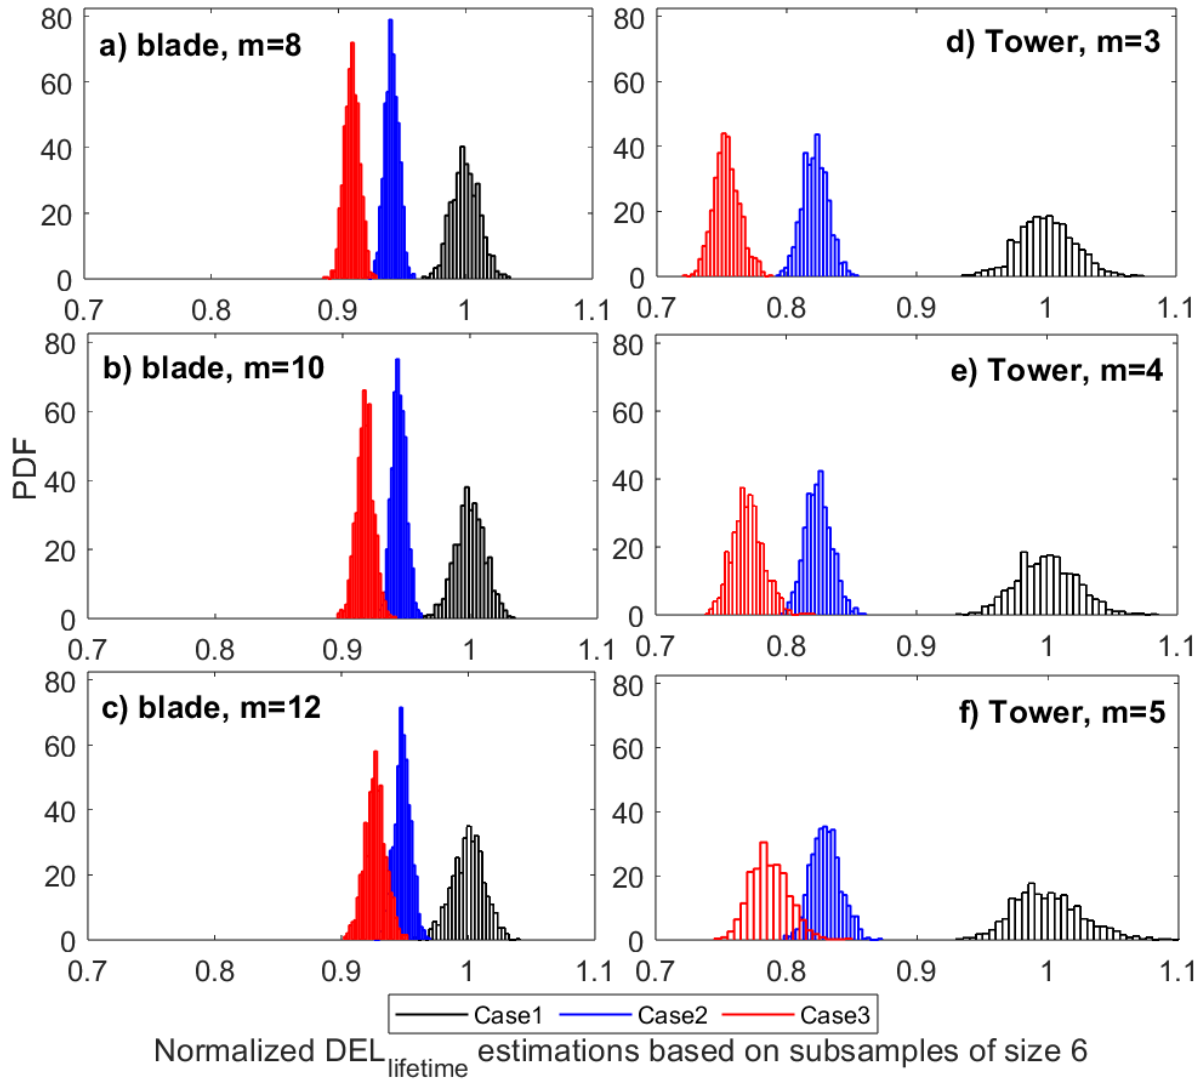 a) blade, m=8
80
60
40
20
0
0.7 0.8 0.9 1 1.1
d) Tower, m=3
80
60
40
20
0
0.7 0.8 0.9 1 1.1
b) blade, m=10
80
60
40
20
0
0.7 0.8 0.9 1 1.1
e) Tower, m=4
80
60
40
20
0
0.7 0.8 0.9 1 1.1
PDF
c) blade, m=12
80
60
40
20
0
0.7 0.8 0.9 1 1.1
f) Tower, m=5
80
60
40
20
0
0.7 0.8 0.9 1 1.1
Case1 Case2 Case3
Normalized DEL_lifetime estimations based on subsamples of size 6